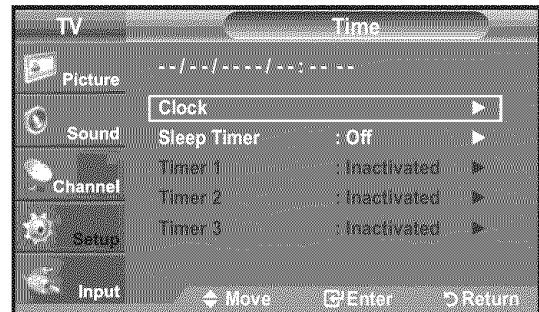 TV Time
Picture
--/--/----/--:-- --
Clock ►
Sound
Sleep Timer : Off ►
Timer 1 : Inactivated ►
Channel
Timer 2 : Inactivated ►
Setup
Timer 3 : Inactivated ►
Input
Move Enter Return